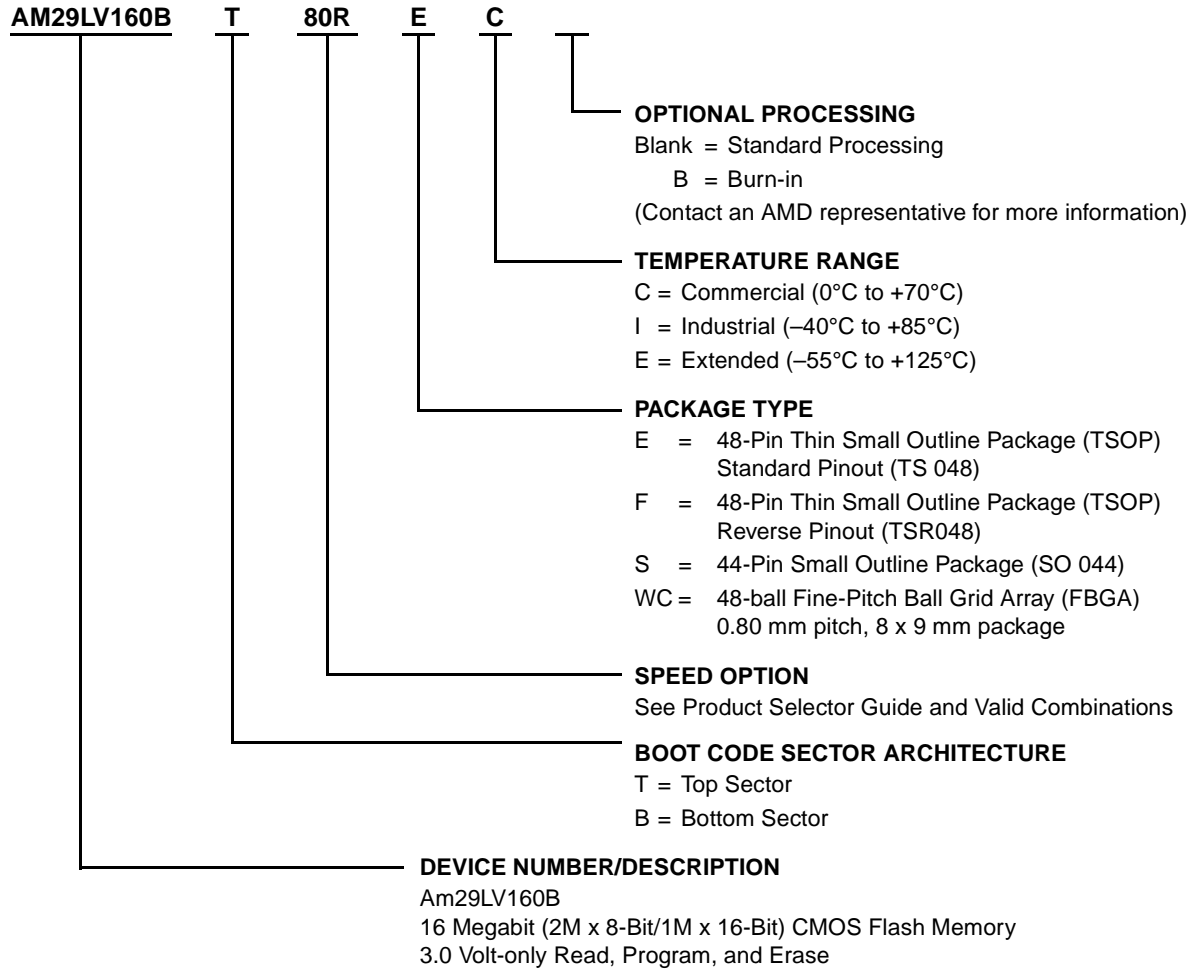 AM29LV160B T 80R E C
OPTIONAL PROCESSING
Blank = Standard Processing
B = Burn-in
(Contact an AMD representative for more information)
TEMPERATURE RANGE
C = Commercial (0°C to +70°C)
I = Industrial (–40°C to +85°C)
E = Extended (–55°C to +125°C)
PACKAGE TYPE
E = 48-Pin Thin Small Outline Package (TSOP)
Standard Pinout (TS 048)
F = 48-Pin Thin Small Outline Package (TSOP)
Reverse Pinout (TSR048)
S = 44-Pin Small Outline Package (SO 044)
WC = 48-ball Fine-Pitch Ball Grid Array (FBGA)
0.80 mm pitch, 8 x 9 mm package
SPEED OPTION
See Product Selector Guide and Valid Combinations
BOOT CODE SECTOR ARCHITECTURE
T = Top Sector
B = Bottom Sector
DEVICE NUMBER/DESCRIPTION
Am29LV160B
16 Megabit (2M x 8-Bit/1M x 16-Bit) CMOS Flash Memory
3.0 Volt-only Read, Program, and Erase